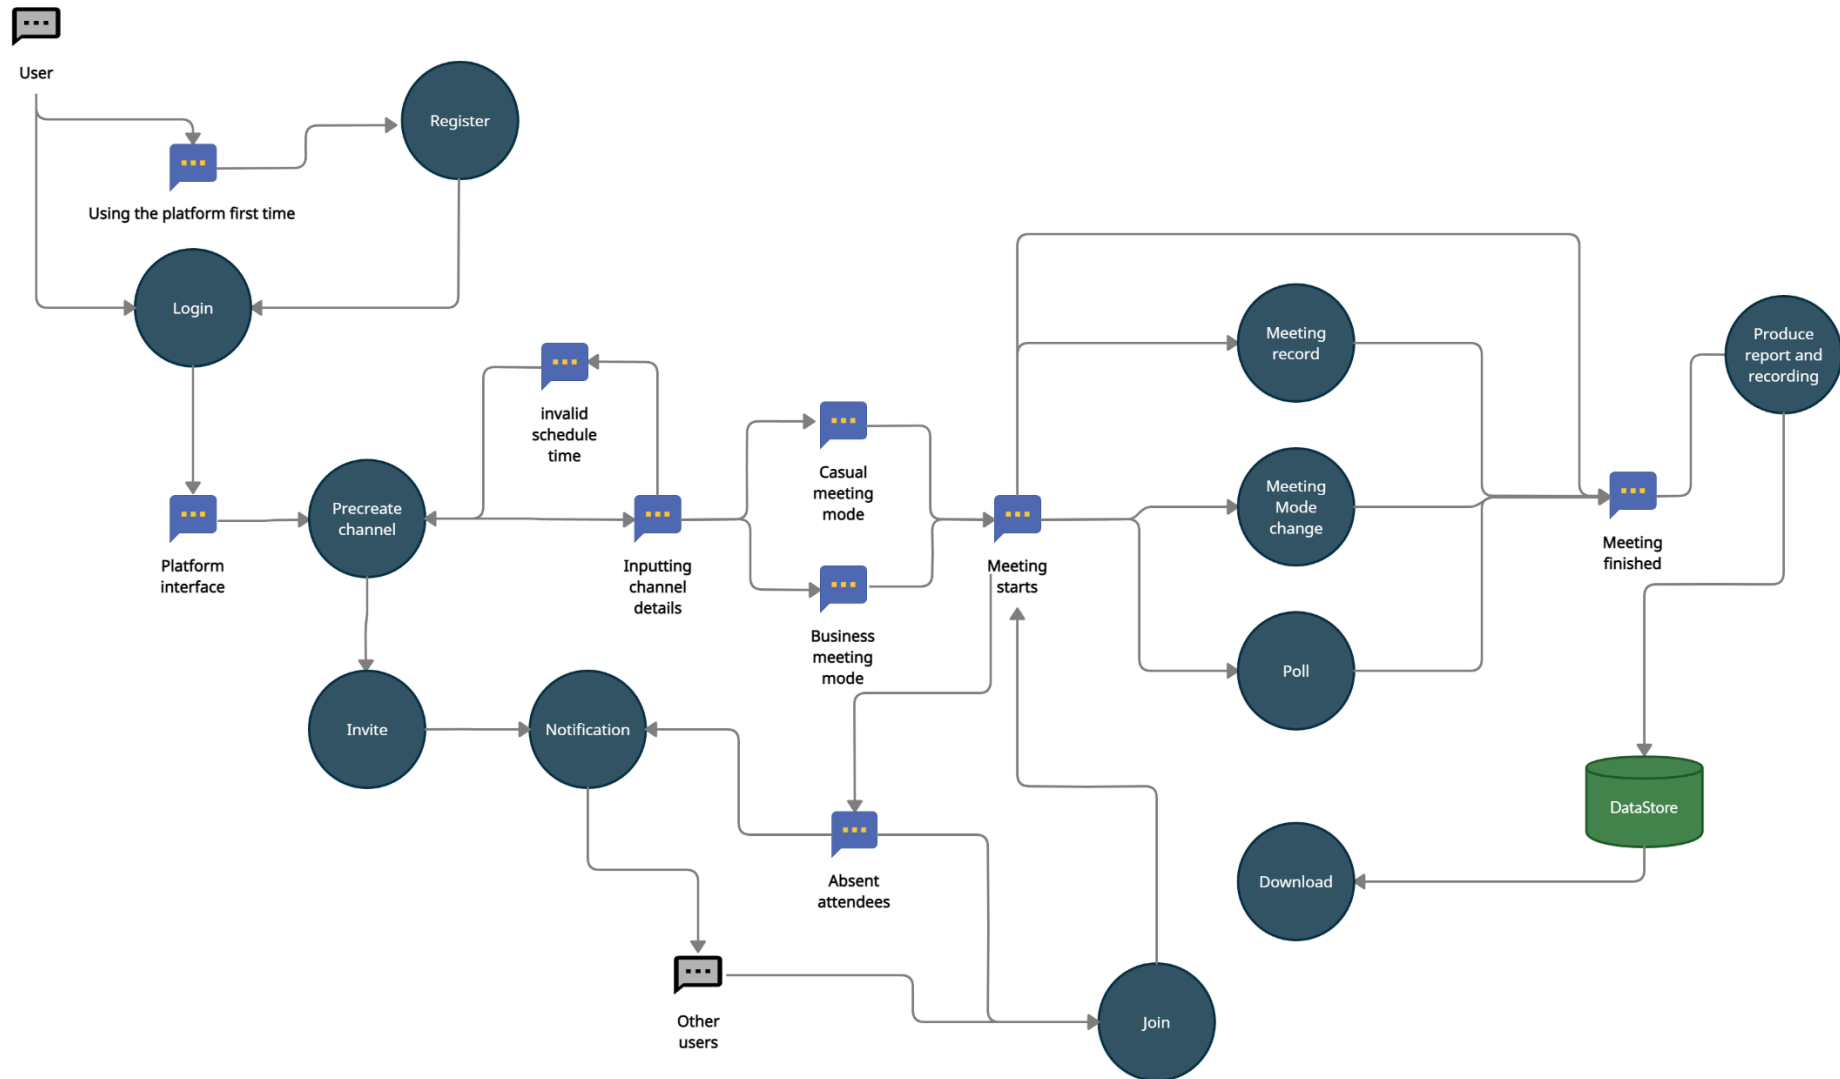 User
Register
Using the platform first time
Login
Meeting
record
Produce
report and
recording
invalid
schedule
time
Casual
meeting
mode
Precreate
channel
Meeting
Mode
change
Platform
interface
Inputting
channel
details
Meeting
starts
Meeting
finished
Business
meeting
mode
Poll
Invite
Notification
DataStore
Absent
attendees
Download
Other
users
Join